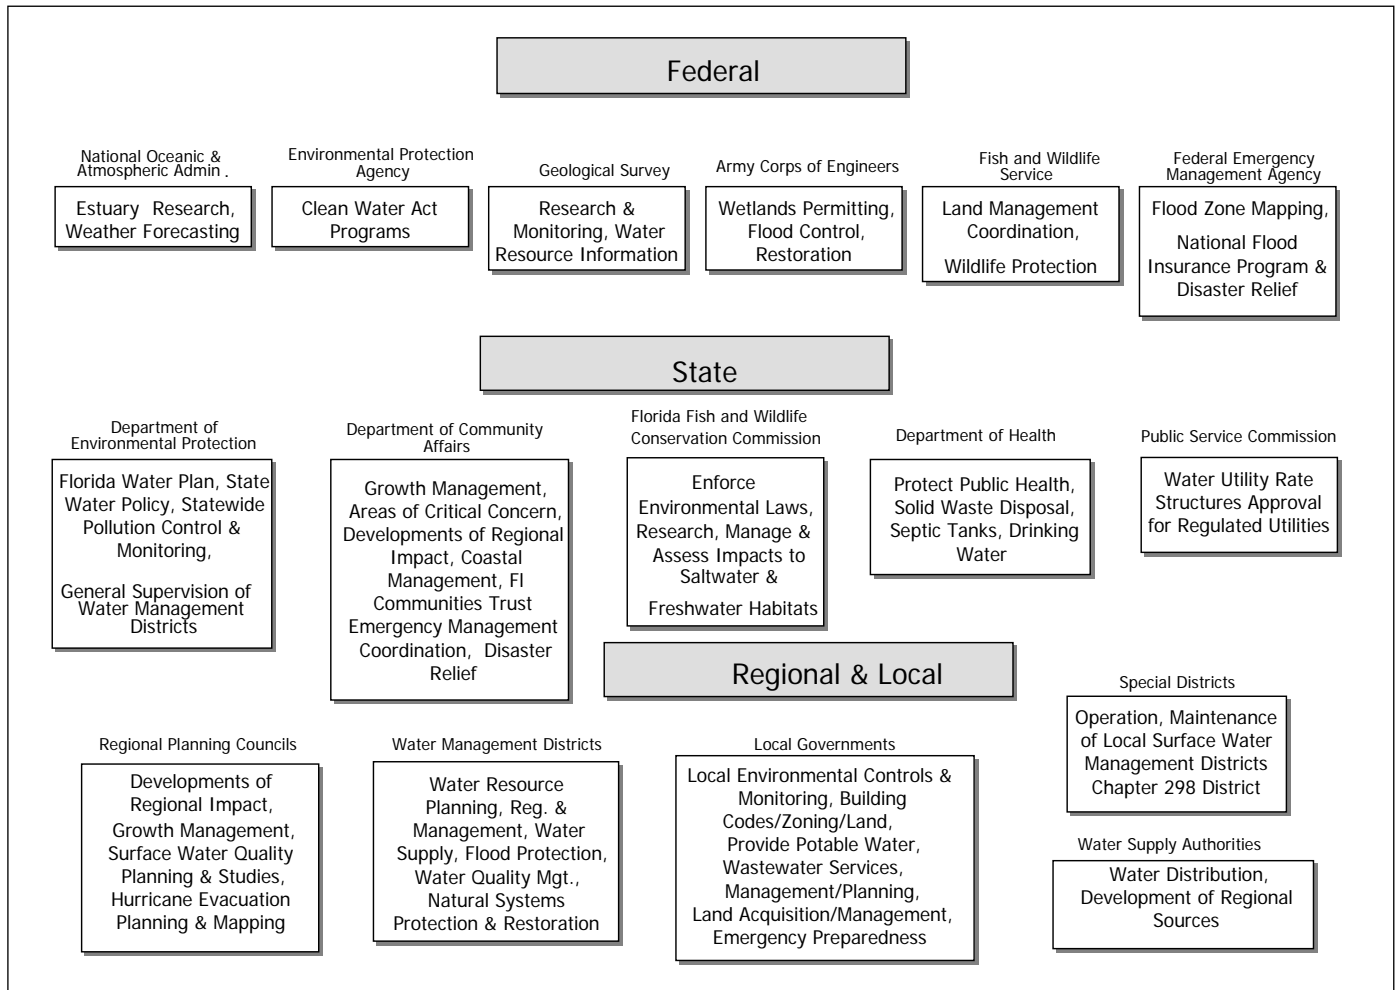 Federal
National Oceanic &
Atmospheric Admin .
Estuary Research,
Weather Forecasting
Environmental Protection
Agency
Clean Water Act
Programs
Geological Survey
Research &
Monitoring, Water
Resource Information
Army Corps of Engineers
Wetlands Permitting,
Flood Control,
Restoration
Fish and Wildlife
Service
Land Management
Coordination,
Wildlife Protection
Federal Emergency
Management Agency
Flood Zone Mapping,
National Flood
Insurance Program &
Disaster Relief
State
Department of
Environmental Protection
Florida Water Plan, State
Water Policy, Statewide
Pollution Control &
Monitoring,
General Supervision of
Water Management
Districts
Department of Community
Affairs
Growth Management,
Areas of Critical Concern,
Developments of Regional
Impact, Coastal
Management, Fl
Communities Trust
Emergency Management
Coordination, Disaster
Relief
Florida Fish and Wildlife
Conservation Commission
Enforce
Environmental Laws,
Research, Manage &
Assess Impacts to
Saltwater &
Freshwater Habitats
Department of Health
Protect Public Health,
Solid Waste Disposal,
Septic Tanks, Drinking
Water
Public Service Commission
Water Utility Rate
Structures Approval
for Regulated Utilities
Regional & Local
Regional Planning Councils
Developments of
Regional Impact,
Growth Management,
Surface Water Quality
Planning & Studies,
Hurricane Evacuation
Planning & Mapping
Water Management Districts
Water Resource
Planning, Reg. &
Management, Water
Supply, Flood Protection,
Water Quality Mgt.,
Natural Systems
Protection & Restoration
Local Governments
Local Environmental Controls &
Monitoring, Building
Codes/Zoning/Land,
Provide Potable Water,
Wastewater Services,
Management/Planning,
Land Acquisition/Management,
Emergency Preparedness
Special Districts
Operation, Maintenance
of Local Surface Water
Management Districts
Chapter 298 District
Water Supply Authorities
Water Distribution,
Development of Regional
Sources